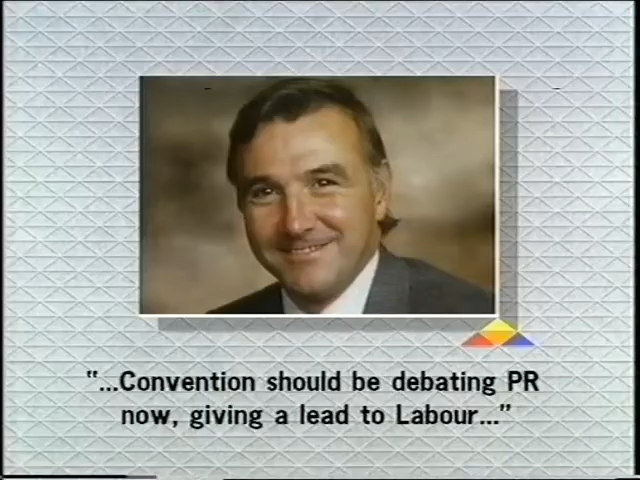 "...Convention should be debating PR
now, giving a lead to Labour..."